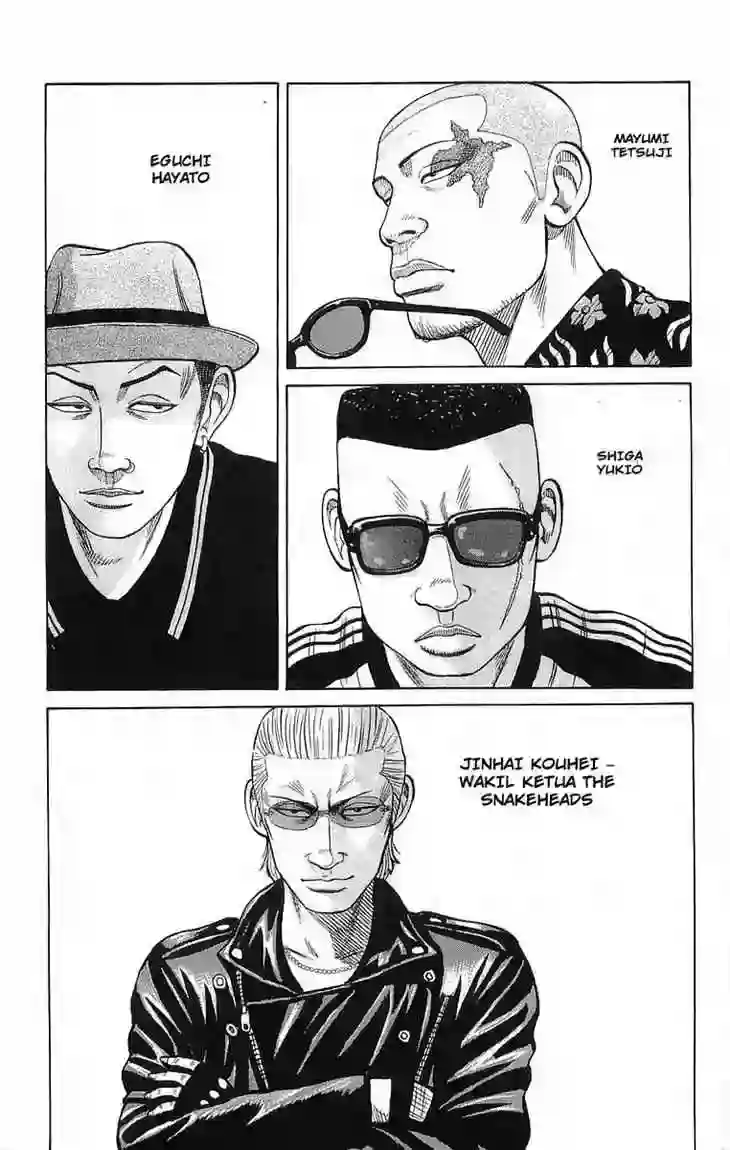 EGUCHI
HAYATO
MAYUMI
TETSUJI
SHIGA
YUKIO
JINHAI KOUHEI –
WAKIL KETUA THE
SNAKEHEADS